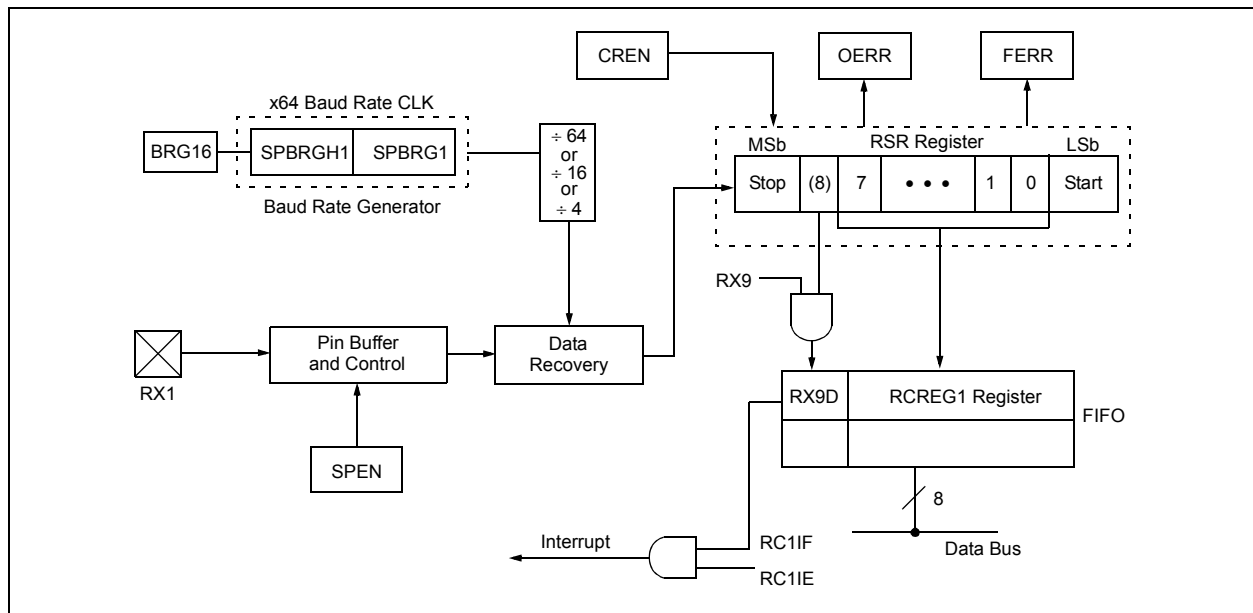 CREN
OERR
FERR
x64 Baud Rate CLK
BRG16
SPBRGH1
SPBRG1
Baud Rate Generator
÷ 64
or
÷ 16
or
÷ 4
MSb
RSR Register
LSb
Stop
(8)
7
• • •
1
0
Start
RX9
RX1
Pin Buffer
and Control
Data
Recovery
SPEN
RX9D
RCREG1 Register
FIFO
8
Data Bus
Interrupt
RC1IF
RC1IE